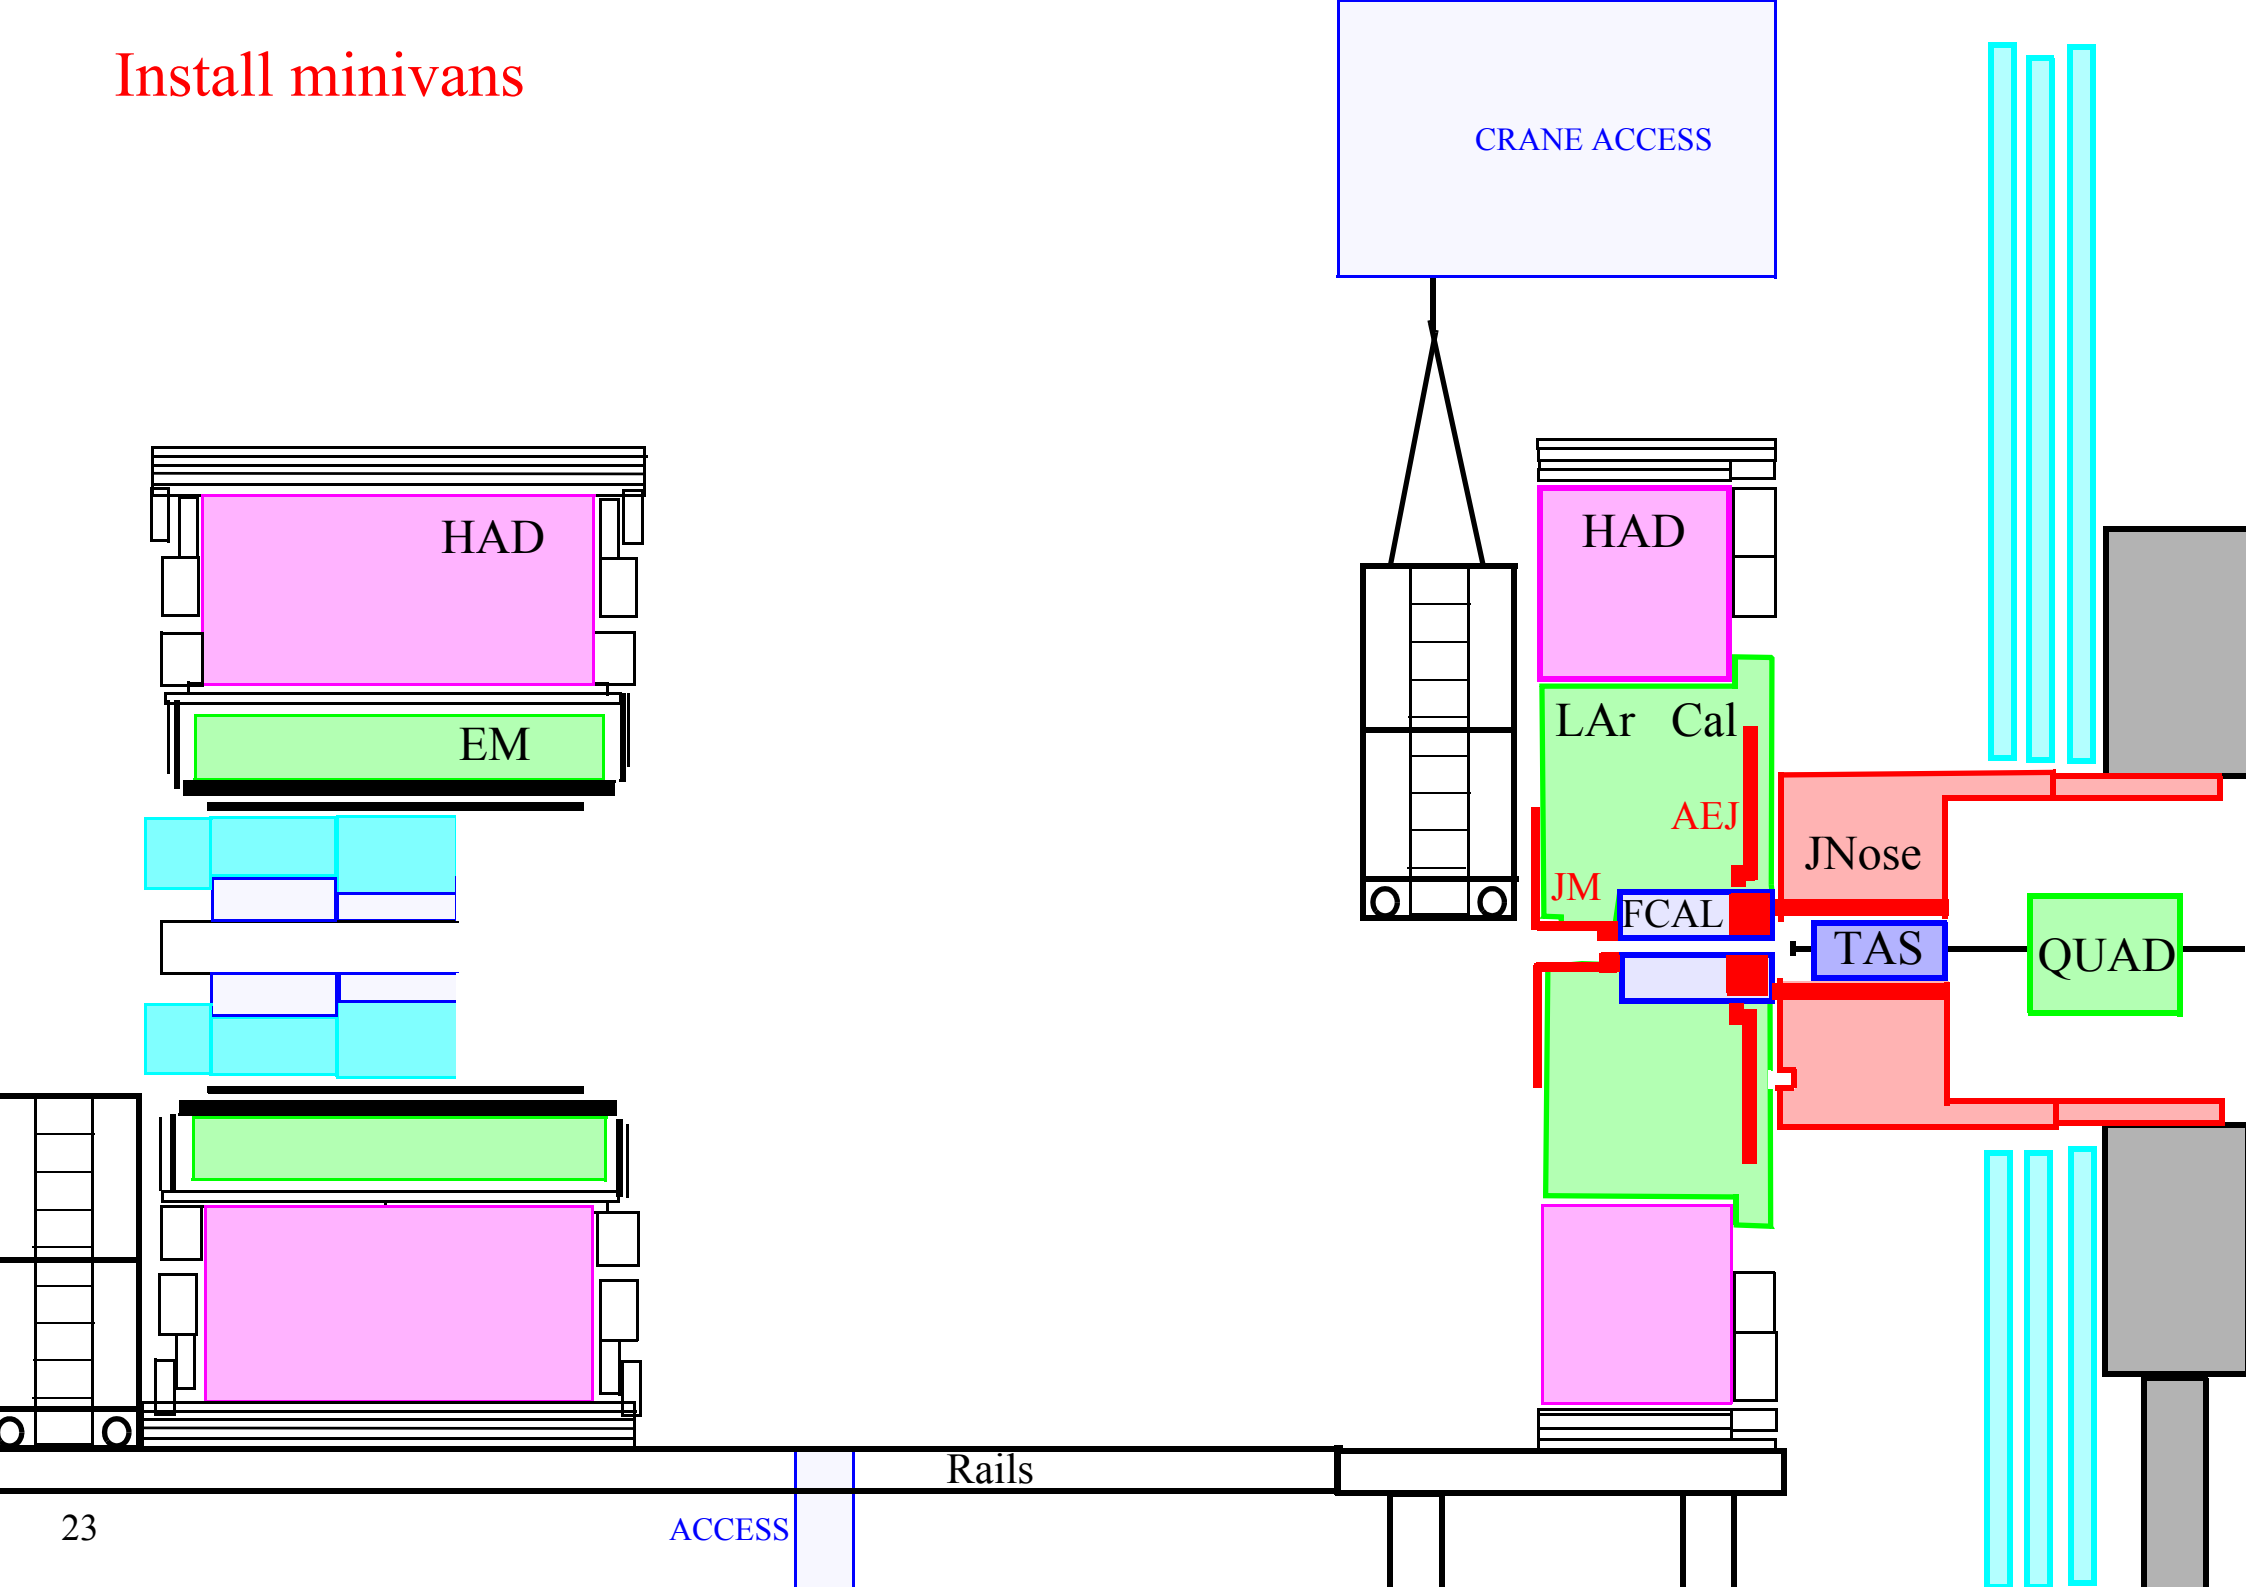 Install minivans
CRANE ACCESS
HAD
HAD
LAr Cal
EM
AEJ
JNose
JM
FCAL
TAS
QUAD
Rails
23
ACCESS